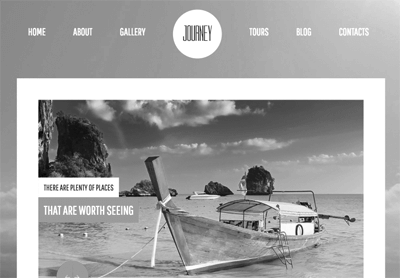 HOME ABOUT GALLERY JOURNEY TOURS BLOG CONTACTS
THERE ARE PLENTY OF PLACES
THAT ARE WORTH SEEING